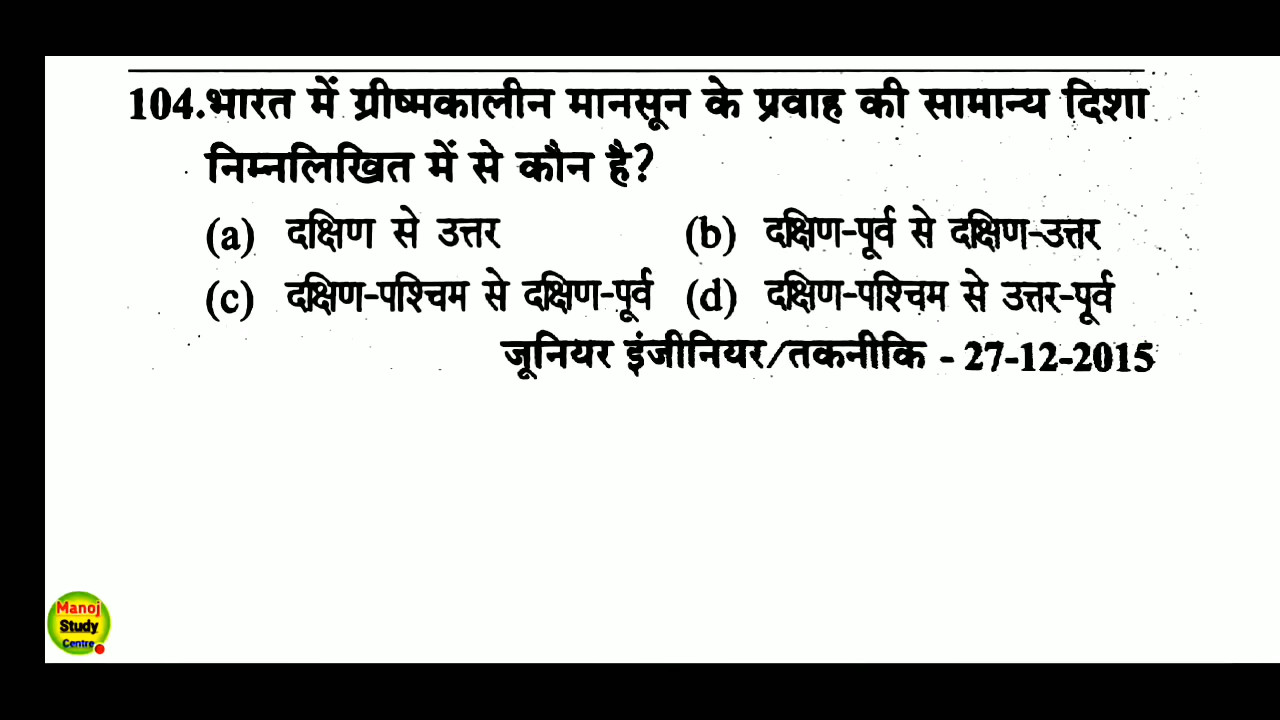 104.भारत में ग्रीष्मकालीन मानसून के प्रवाह की सामान्य दिशा
निम्नलिखित में से कौन है?
(a) दक्षिण से उत्तर (b) दक्षिण-पूर्व से दक्षिण-उत्तर
(c) दक्षिण-पश्चिम से दक्षिण-पूर्व (d) दक्षिण-पश्चिम से उत्तर-पूर्व
जूनियर इंजीनियर/तकनीकि - 27-12-2015
Manoj
Study
Centre